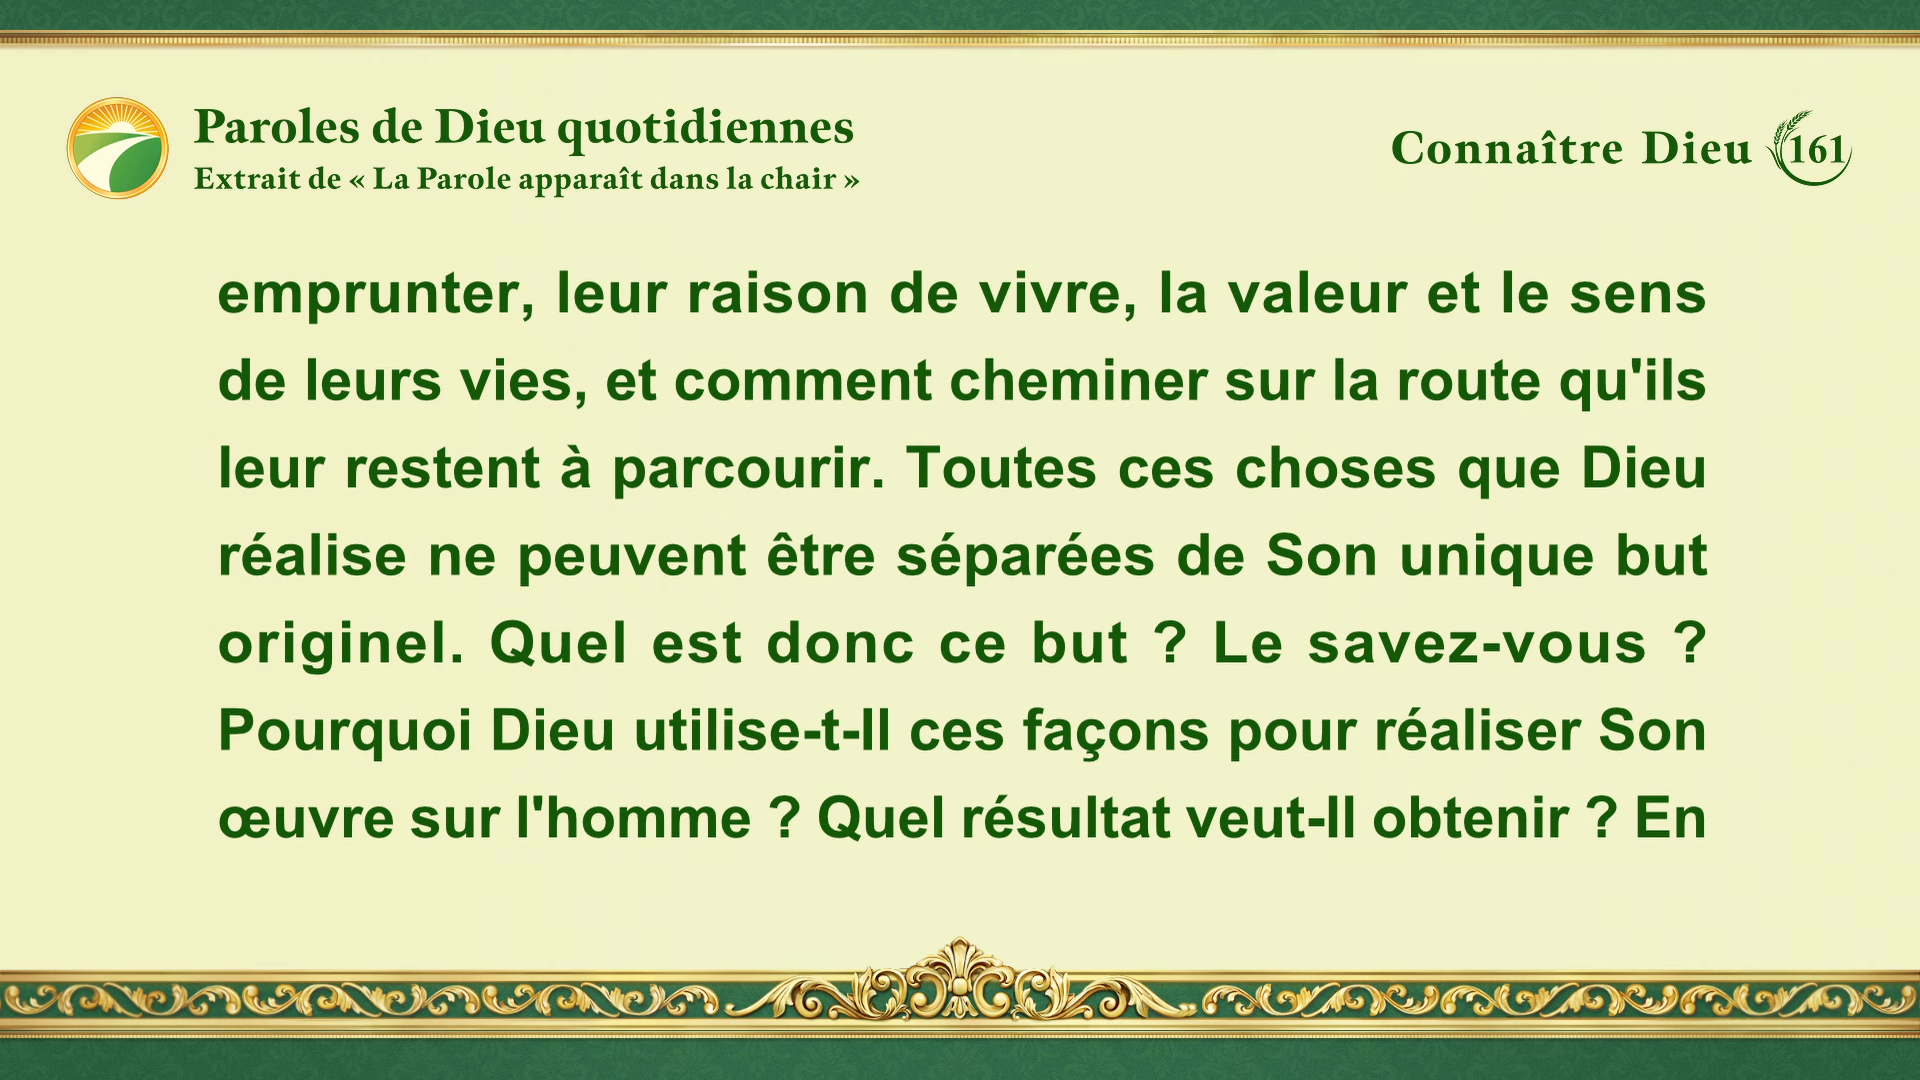 Paroles de Dieu quotidiennes
Extrait de « La Parole apparaît dans la chair »
Connaître Dieu 161
emprunter, leur raison de vivre, la valeur et le sens
de leurs vies, et comment cheminer sur la route qu'ils
leur restent à parcourir. Toutes ces choses que Dieu
réalise ne peuvent être séparées de Son unique but
originel. Quel est donc ce but ? Le savez-vous ?
Pourquoi Dieu utilise-t-Il ces façons pour réaliser Son
œuvre sur l'homme ? Quel résultat veut-Il obtenir ? En